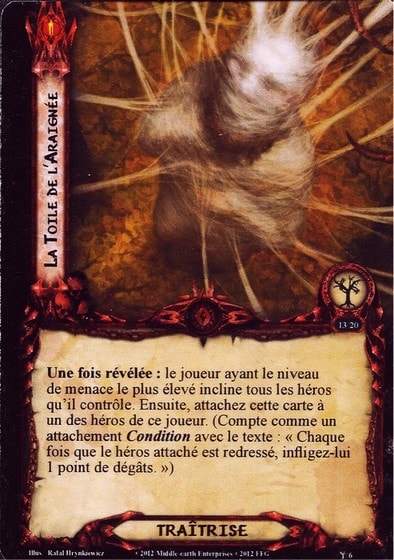 LA TOILE DE L'ARAIGNÉE
13/20
Une fois révélée : le joueur ayant le niveau
de menace le plus élevé incline tous les héros
qu'il contrôle. Ensuite, attachez cette carte à
un des héros de ce joueur. (Compte comme un
attachement Condition avec le texte : « Chaque
fois que le héros attaché est redressé, infligez-lui
1 point de dégâts. »)
TRAÎTRISE
Illus. Rafal Hrynkiewicz ©2012 Middle-earth Enterprises ©2012 FFG